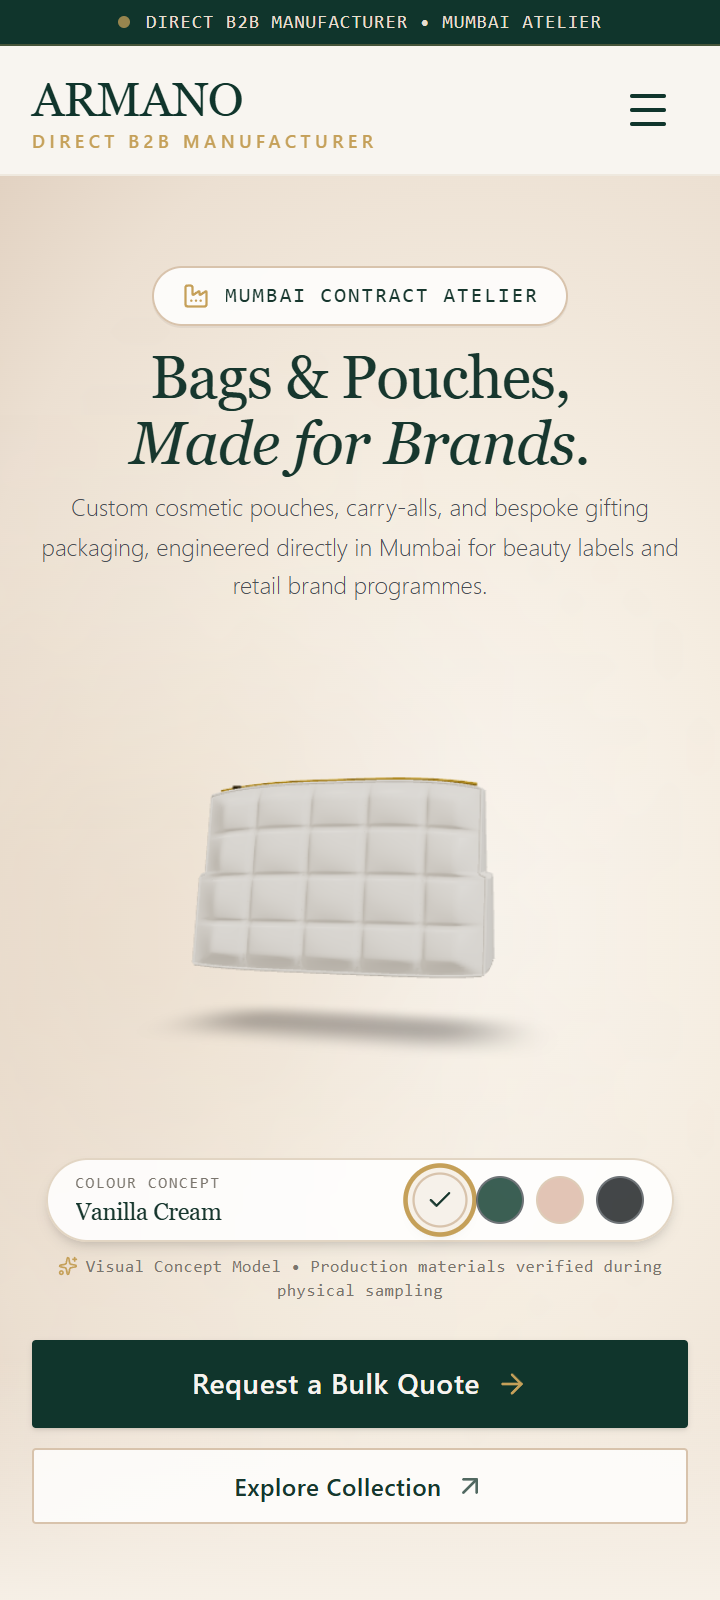 DIRECT B2B MANUFACTURER • MUMBAI ATELIER
ARMANO
DIRECT B2B MANUFACTURER
MUMBAI CONTRACT ATELIER
Bags & Pouches,
Made for Brands.
Custom cosmetic pouches, carry-alls, and bespoke gifting
packaging, engineered directly in Mumbai for beauty labels and
retail brand programmes.
COLOUR CONCEPT
Vanilla Cream
Visual Concept Model • Production materials verified during
physical sampling
Request a Bulk Quote →
Explore Collection ↗